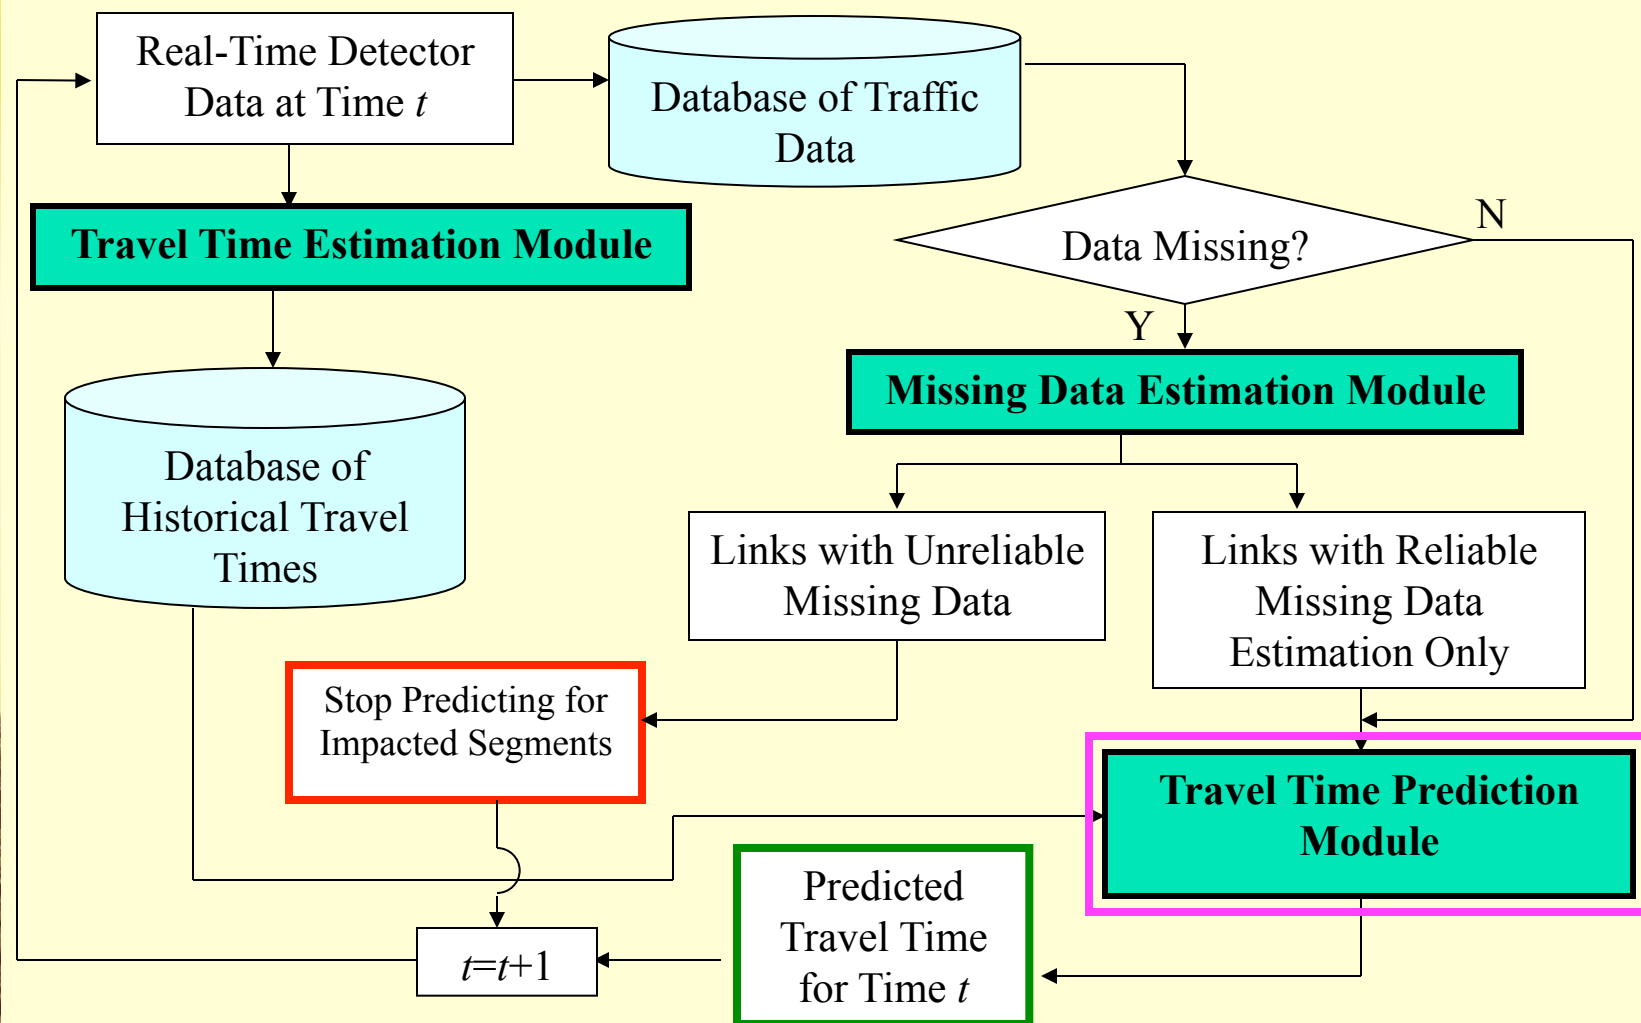 Real-Time Detector
Data at Time t
Database of Traffic
Data
Travel Time Estimation Module
Data Missing?
N
Y
Missing Data Estimation Module
Database of
Historical Travel
Times
Links with Unreliable
Missing Data
Links with Reliable
Missing Data
Estimation Only
Stop Predicting for
Impacted Segments
Travel Time Prediction
Module
Predicted
Travel Time
for Time t
t=t+1